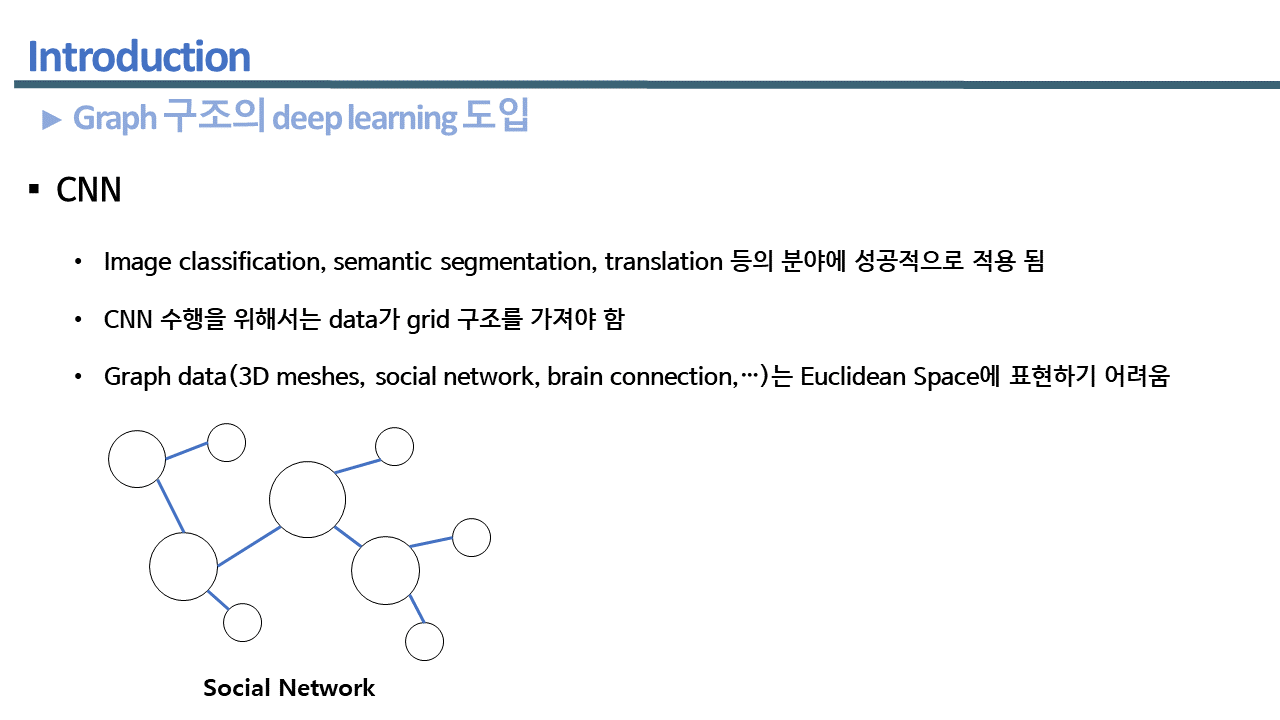 Introduction
► Graph 구조의 deep learning 도입
▪ CNN
• Image classification, semantic segmentation, translation 등의 분야에 성공적으로 적용 됨
• CNN 수행을 위해서는 data가 grid 구조를 가져야 함
• Graph data(3D meshes, social network, brain connection,…)는 Euclidean Space에 표현하기 어려움
Social Network